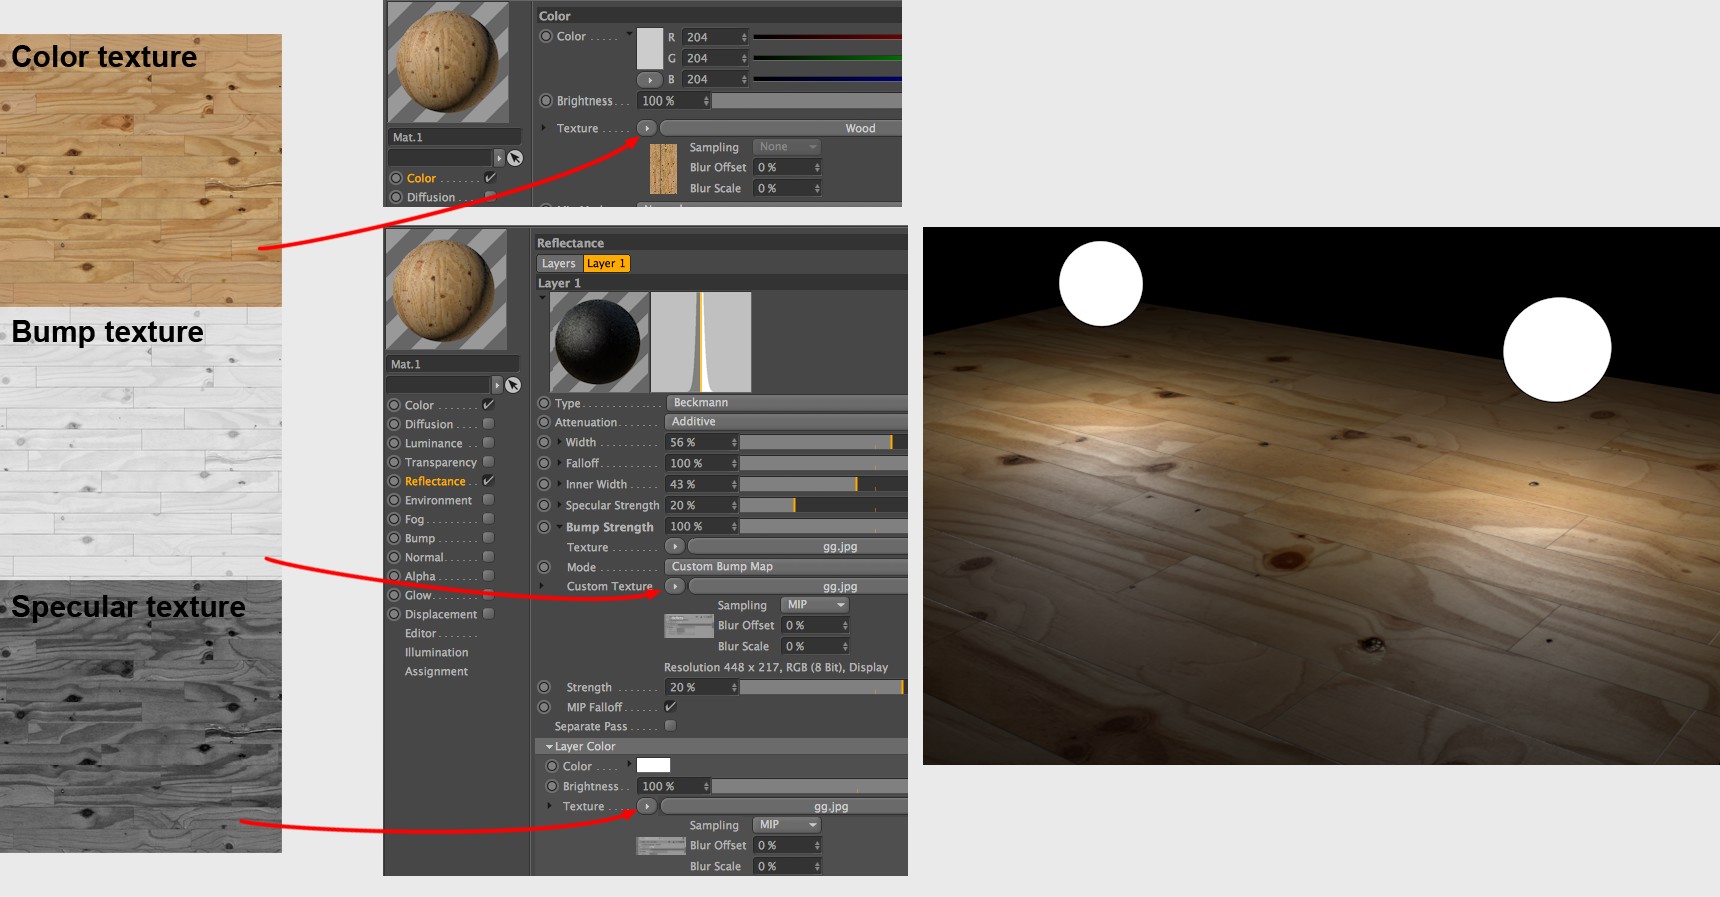 Color texture
Bump texture
Specular texture
Mat.1
Color
Diffusion
Color
Color
R 204
G 204
B 204
Brightness 100 %
Texture Wood
Sampling None
Blur Offset 0 %
Blur Scale 0 %
Mat.1
Color
Diffusion
Luminance
Transparency
Reflectance
Environment
Fog
Bump
Normal
Alpha
Glow
Displacement
Editor
Illumination
Assignment
Reflectance
Layers Layer 1
Layer 1
Type Beckmann
Attenuation Additive
Width 56 %
Falloff 100 %
Inner Width 43 %
Specular Strength 20 %
Bump Strength 100 %
Texture gg.jpg
Mode Custom Bump Map
Custom Texture gg.jpg
Sampling MIP
Blur Offset 0 %
Blur Scale 0 %
Resolution 448 x 217, RGB (8 Bit), Display
Strength 20 %
MIP Falloff
Separate Pass
Layer Color
Color
Brightness 100 %
Texture gg.jpg
Sampling MIP
Blur Offset 0 %
Blur Scale 0 %